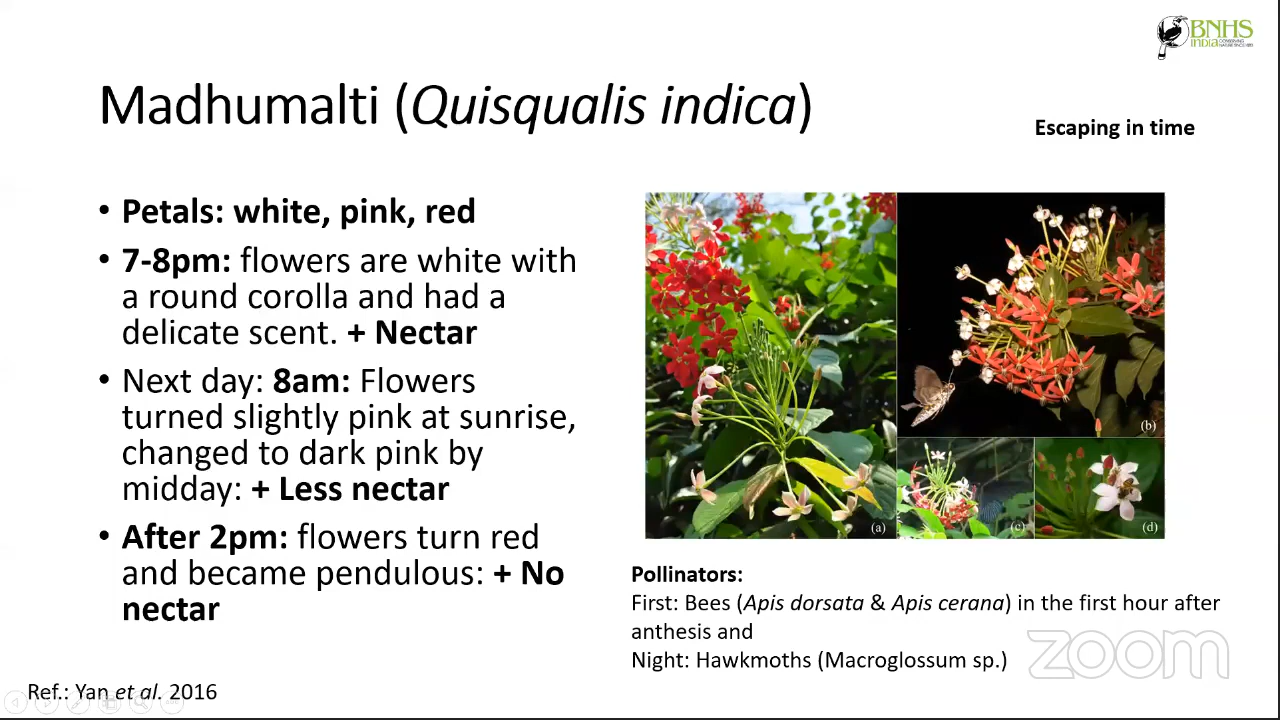 BNHS
INDIA
Madhumalti (Quisqualis indica)
Escaping in time
• Petals: white, pink, red
• 7-8pm: flowers are white with
a round corolla and had a
delicate scent. + Nectar
• Next day: 8am: Flowers
turned slightly pink at sunrise,
changed to dark pink by
midday: + Less nectar
• After 2pm: flowers turn red
and became pendulous: + No
nectar
(a)
(b)
(c)
(d)
Pollinators:
First: Bees (Apis dorsata & Apis cerana) in the first hour after
anthesis and
Night: Hawkmoths (Macroglossum sp.)
zoom
Ref.: Yan et al. 2016